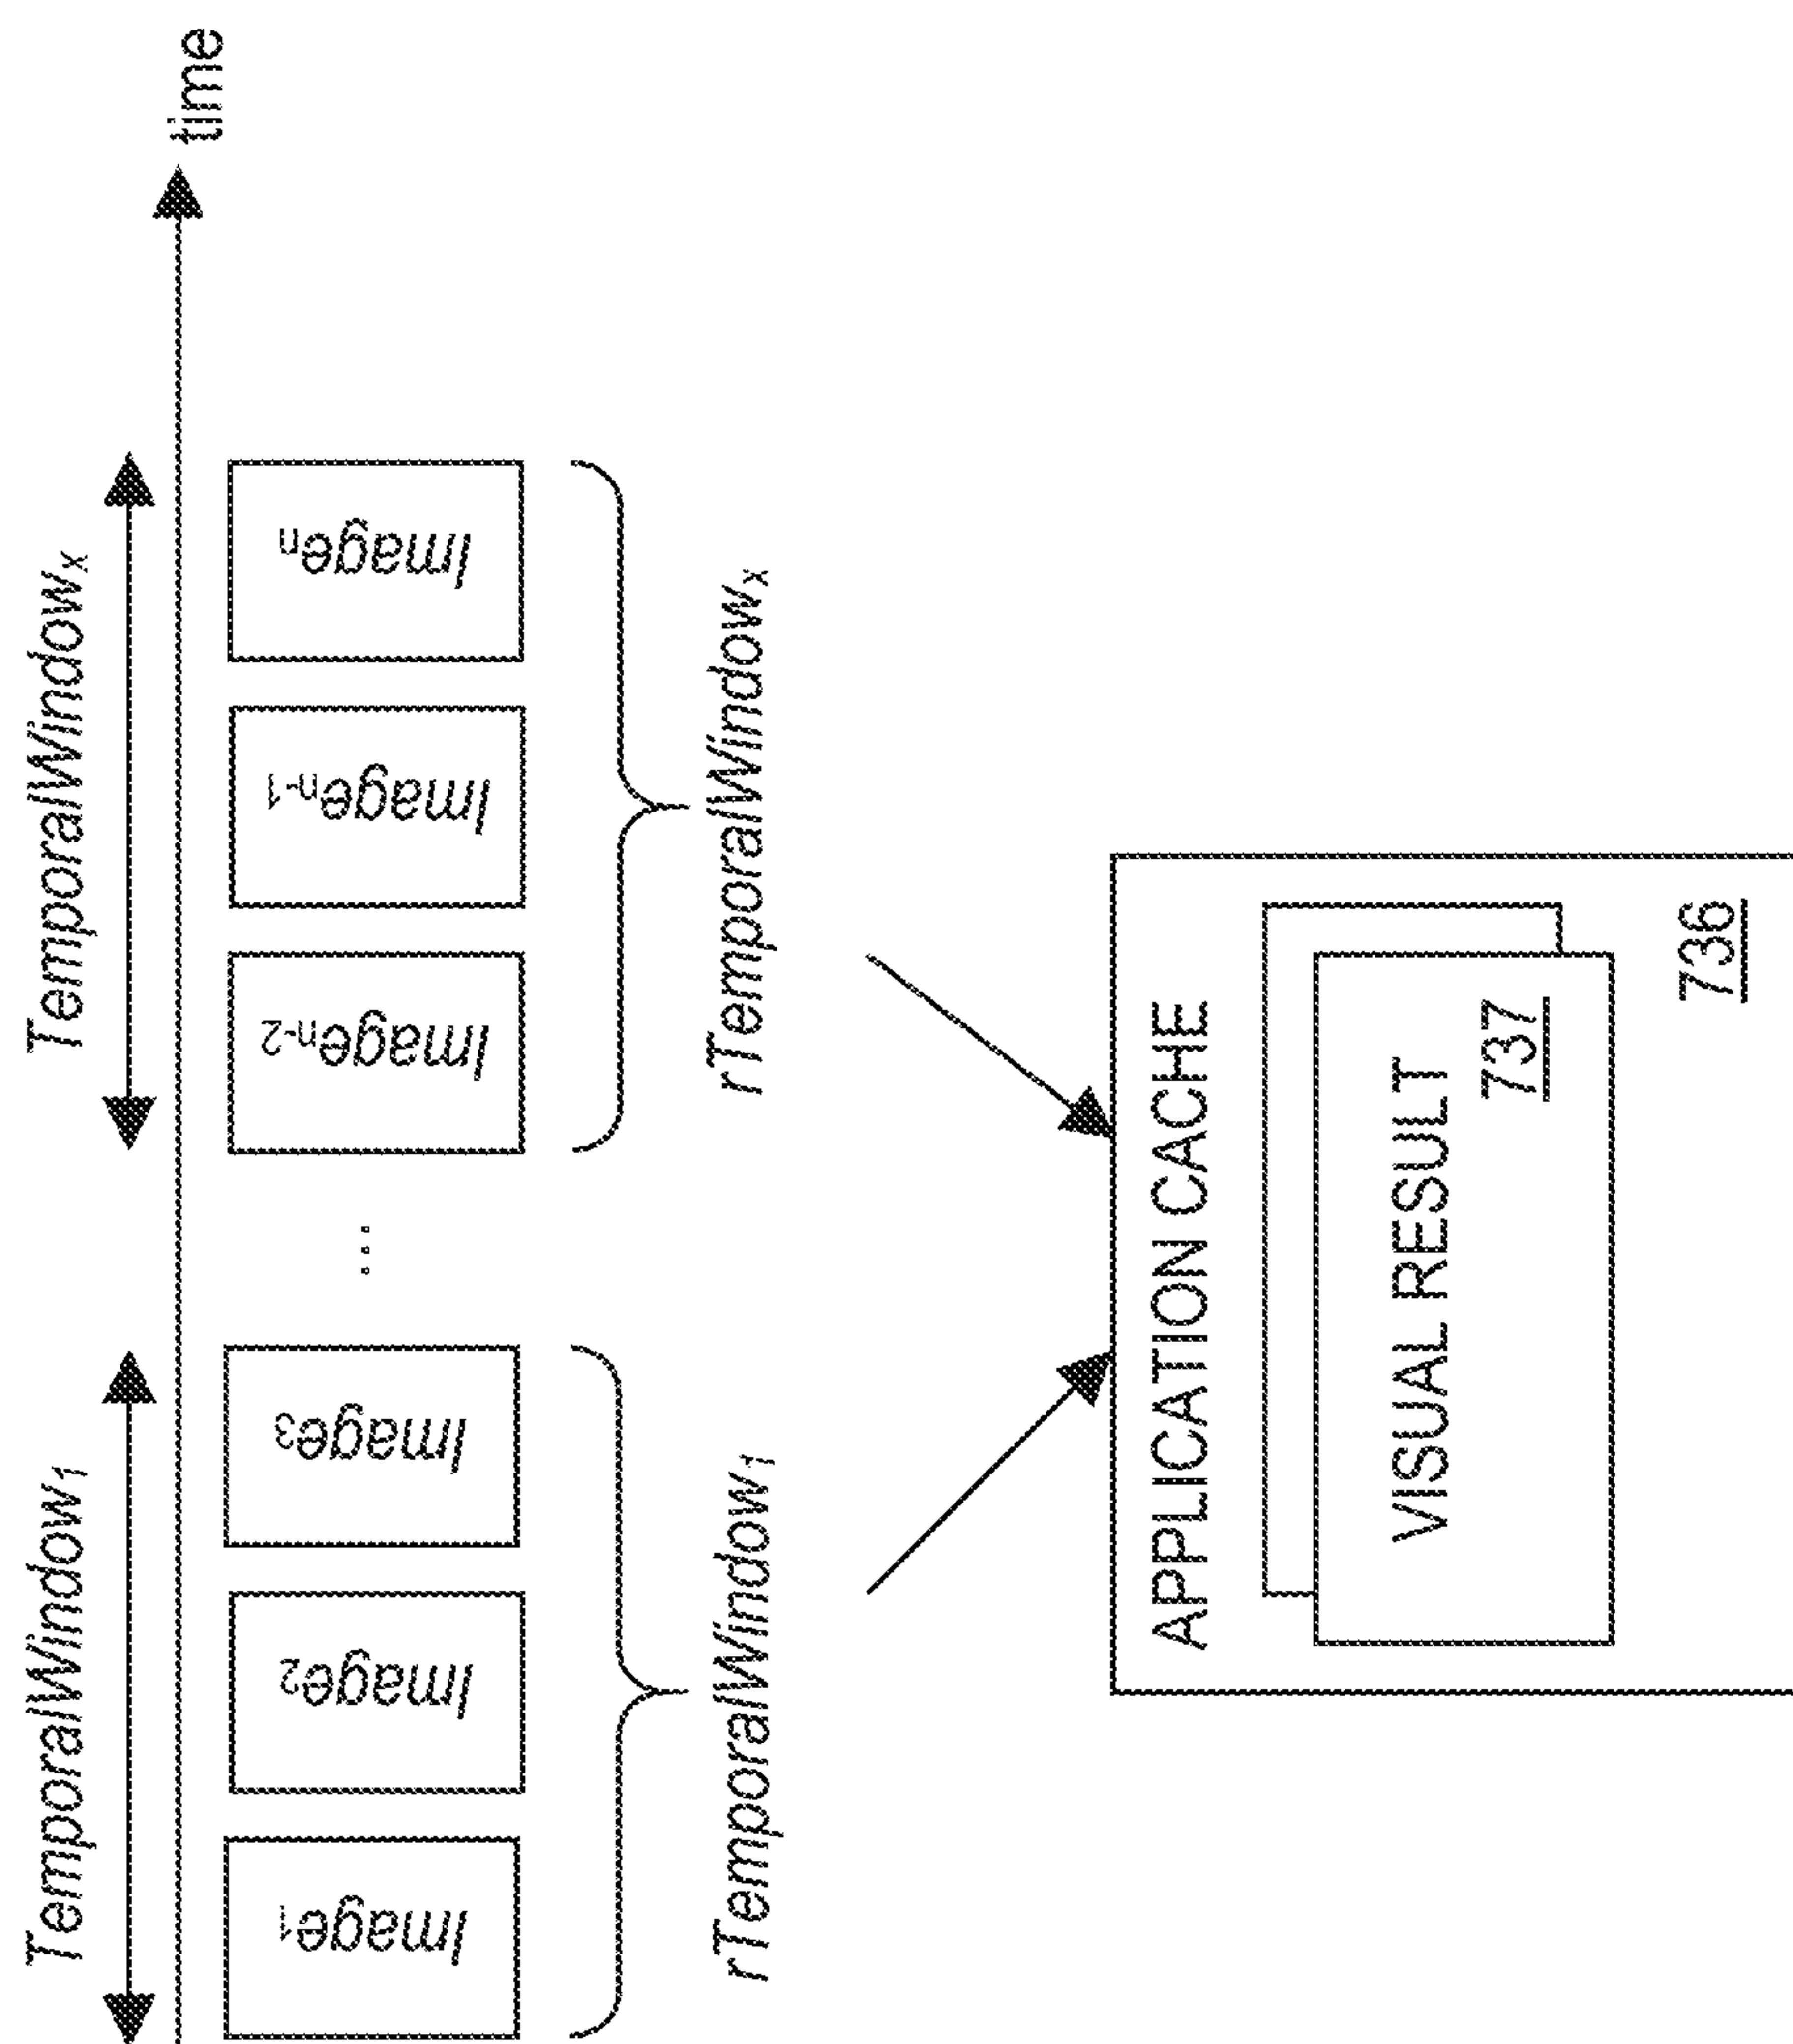 TemporalWindow₁
TemporalWindowₓ
time
Image₁
Image₂
Image₃
...
Imageₙ₋₂
Imageₙ₋₁
Imageₙ
rTemporalWindow₁
rTemporalWindowₓ
APPLICATION CACHE
VISUAL RESULT
737
736